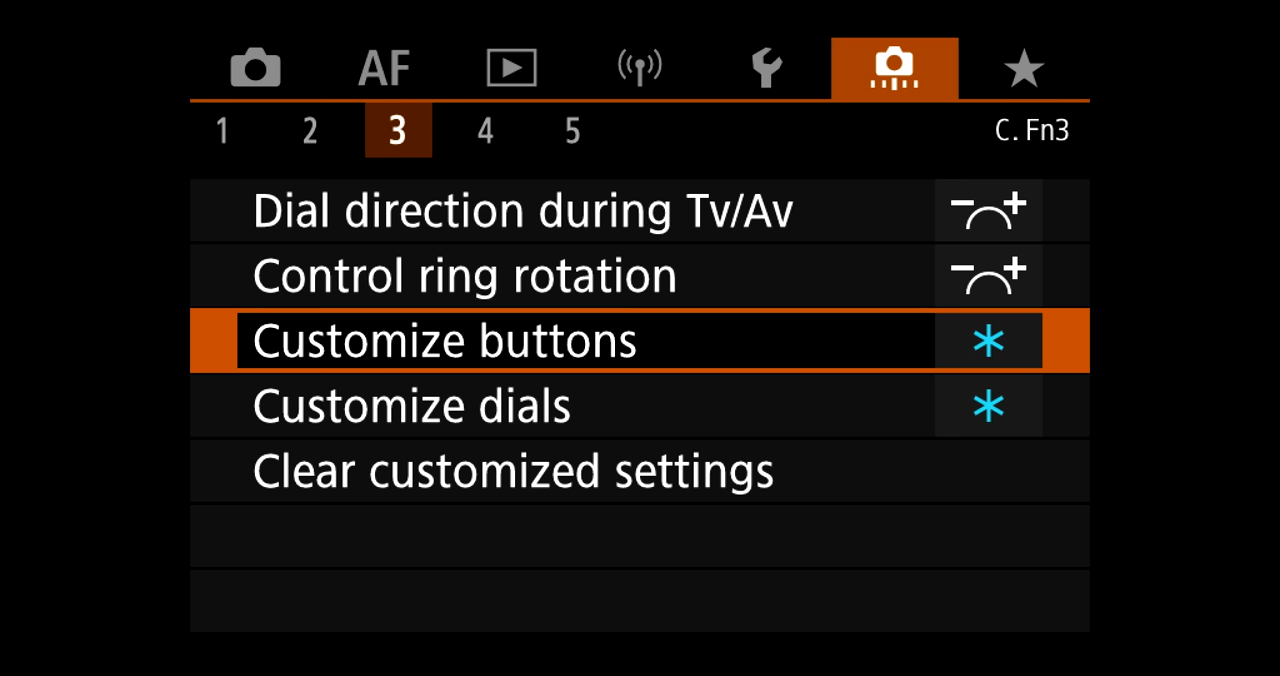 AF
1 2 3 4 5 C.Fn3
Dial direction during Tv/Av − +
Control ring rotation − +
Customize buttons *
Customize dials *
Clear customized settings